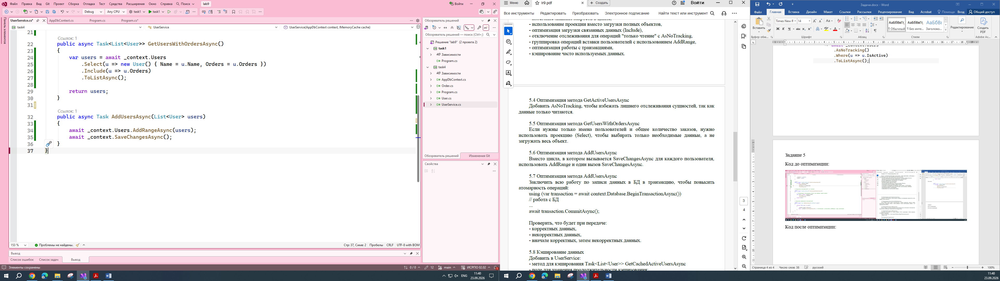 Файл Правка Вид Git Проект Сборка Отладка Тест Средства Расширения Окно Справка Поиск lab9 Войти
Debug Any CPU task1 task1
UserService.cs* AppDbContext.cs Program.cs Program.cs*
task4 UserService UserService(AppDbContext context, IMemoryCache cache)
Панель элементов
21
Ссылок: 1
22 public async Task<List<User>> GetUsersWithOrdersAsync()
23 {
24 var users = await _context.Users
25 .Select(u => new User() { Name = u.Name, Orders = u.Orders })
26 .Include(u => u.Orders)
27 .ToListAsync();
28
29 return users;
30 }
31
Ссылок: 1
32 public async Task AddUsersAsync(List<User> users)
33 {
34 await _context.Users.AddRangeAsync(users);
35 await _context.SaveChangesAsync();
36 }
37 }
153 % Проблемы не найдены. Стр: 37, Симв: 2 Пробелы CRLF UTF-8 with BOM
Вывод
Список ошибок Список задач Вывод
Элементы сохранены 0 / 0 12 main ИСРПО 02.02 1
Обозреватель решений
Обозреватель решений — поиск (Ctrl+;)
Решение "lab9" (2 проекта 2)
task1
Зависимости
Program.cs
task4
Зависимости
AppDbContext.cs
Order.cs
Program.cs
User.cs
UserService.cs
Обозреватель решений Изменения Git
Свойства
ENG 11:40
23.09.2026
Меню lr9.pdf Создать Войти
Все инструменты Редактировать Преобразовать Электронное подписание Найти текст или инструмент
- использование проекции вместо загрузки полных объектов,
- оптимизация загрузки связанных данных (Include),
- отключение отслеживания для операций "только чтение" с AsNoTracking,
- группировка операций вставки пользователей с использованием AddRange,
- оптимизация работы с транзакциями,
- кэширование часто используемых данных.
5.4 Оптимизация метода GetActiveUsersAsync
Добавить AsNoTracking, чтобы избежать лишнего отслеживания сущностей, так как
данные только читаются.
5.5 Оптимизация метода GetUsersWithOrdersAsync
Если нужны только имена пользователей и общее количество заказов, нужно
использовать проекцию (Select), чтобы выбирать только необходимые данные, а не
загружать весь объект.
5.6 Оптимизация метода AddUsersAsync
Вместо цикла, в котором вызывается SaveChangesAsync для каждого пользователя,
использовать AddRange и один вызов SaveChangesAsync.
5.7 Оптимизация метода AddUsersAsync
Заключить всю работу по записи данных в БД в транзакцию, чтобы повысить
атомарность операций:
using (var transaction = await context.Database.BeginTransactionAsync())
// работа с БД
...
await transaction.CommitAsync();
Проверить, что будет при передаче:
- корректных данных,
- некорректных данных,
- вначале корректных, затем некорректных данных.
5.8 Кэширование данных
Добавить в UserService:
- метод для кэширования Task<List<User>> GetCachedActiveUsersAsync
- поле для хранения продолжительности кэширования:
3
4
Задачи.docx - Word
Файл Главная Вставка Дизайн Макет Ссылки Рассылки Рецензирование Вид Acrobat Помощн Вход Общий доступ
Вставить Times New R 14 АаБбВвГг, АаБбВвГг, АаБбВı Редактирование Создать PDF
Ж К Ч abc ¶ Обычный ¶ Без инте... Заголово...
Буфер обм... Шрифт Абзац Стили Adobe Ac...
.AsNoTracking()
.Where(u => u.IsActive)
.ToListAsync();
Задание 5
Код до оптимизации:
Код после оптимизации:
Страница 4 из 4 Число слов: 38 русский 100%
11:40
23.09.2026